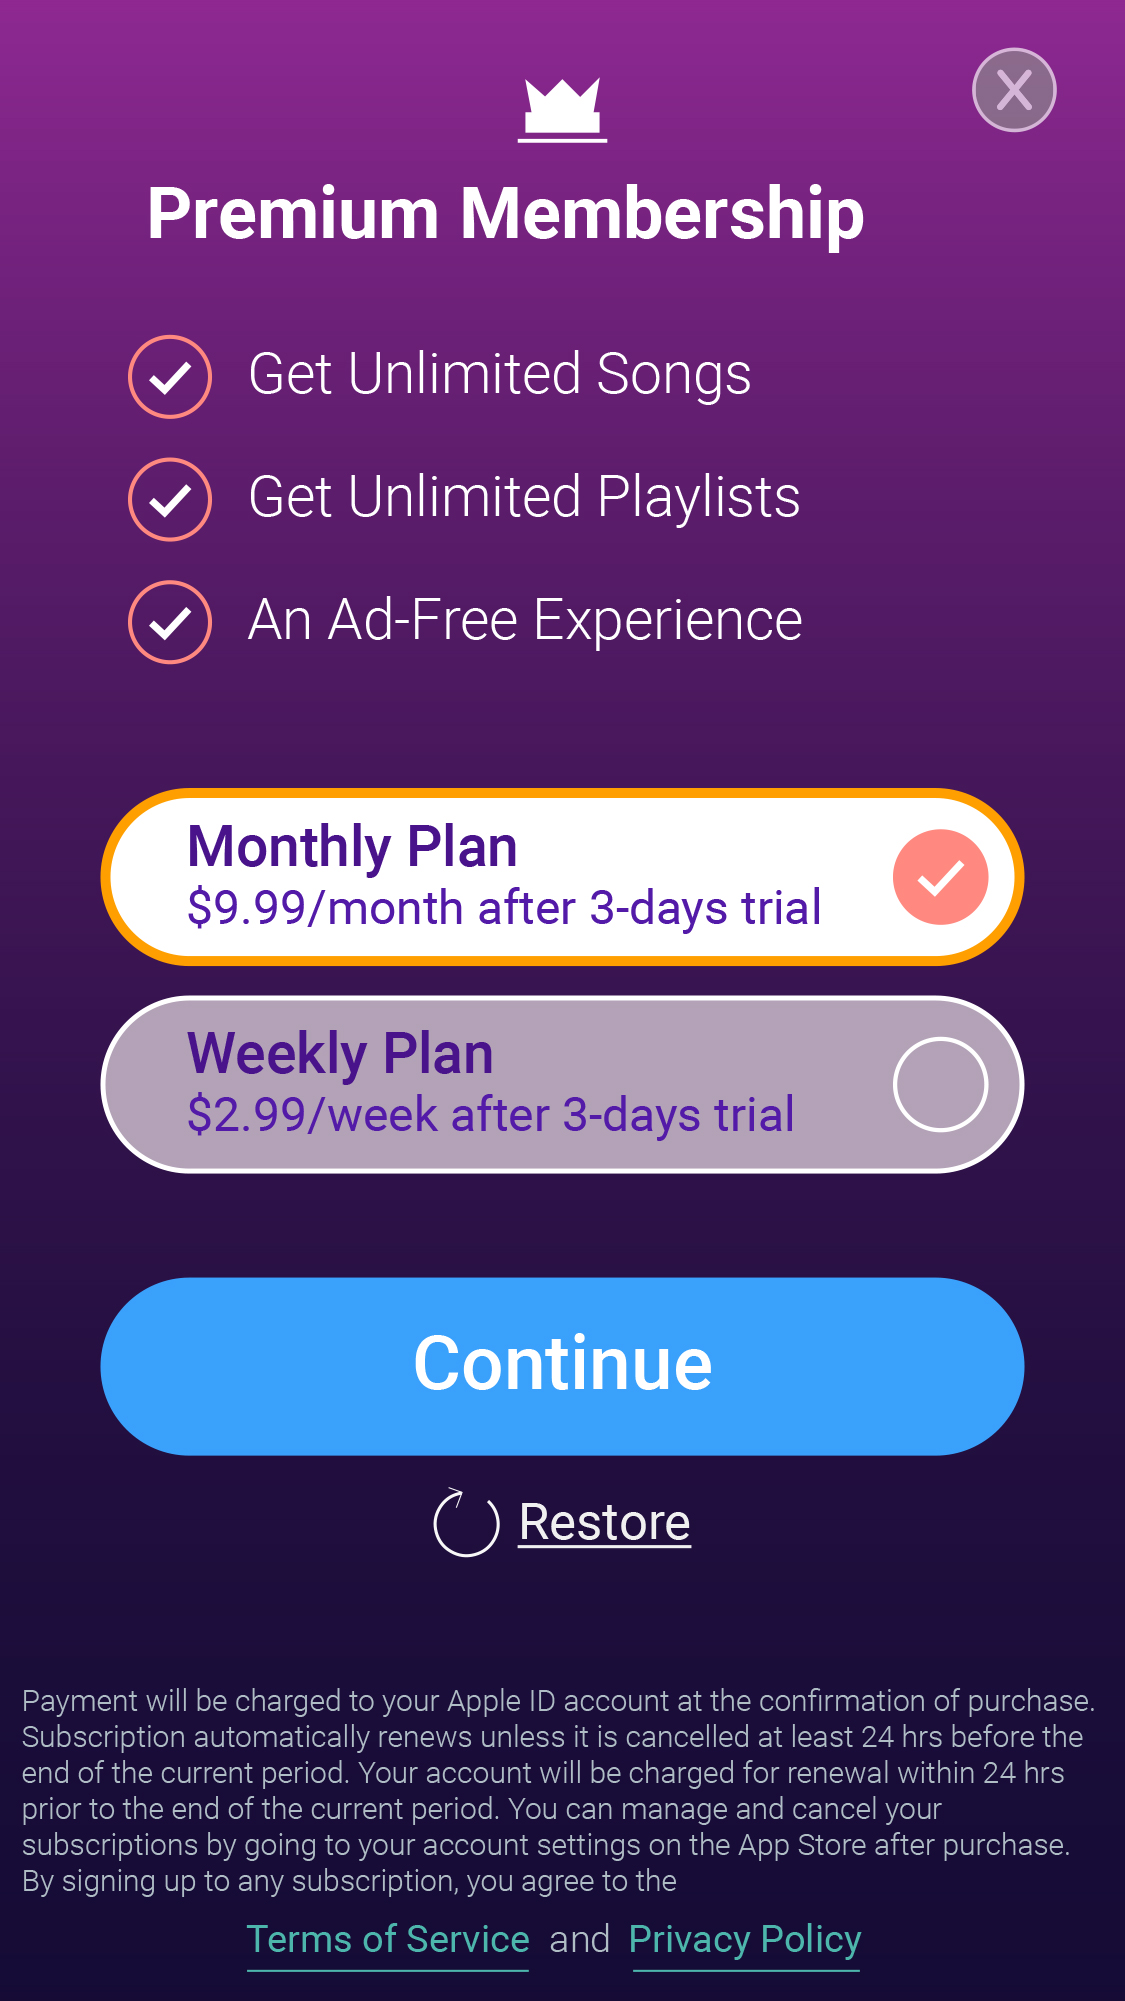 Premium Membership
Get Unlimited Songs
Get Unlimited Playlists
An Ad-Free Experience
Monthly Plan
$9.99/month after 3-days trial
Weekly Plan
$2.99/week after 3-days trial
Continue
Restore
Payment will be charged to your Apple ID account at the confirmation of purchase.
Subscription automatically renews unless it is cancelled at least 24 hrs before the
end of the current period. Your account will be charged for renewal within 24 hrs
prior to the end of the current period. You can manage and cancel your
subscriptions by going to your account settings on the App Store after purchase.
By signing up to any subscription, you agree to the
Terms of Service and Privacy Policy